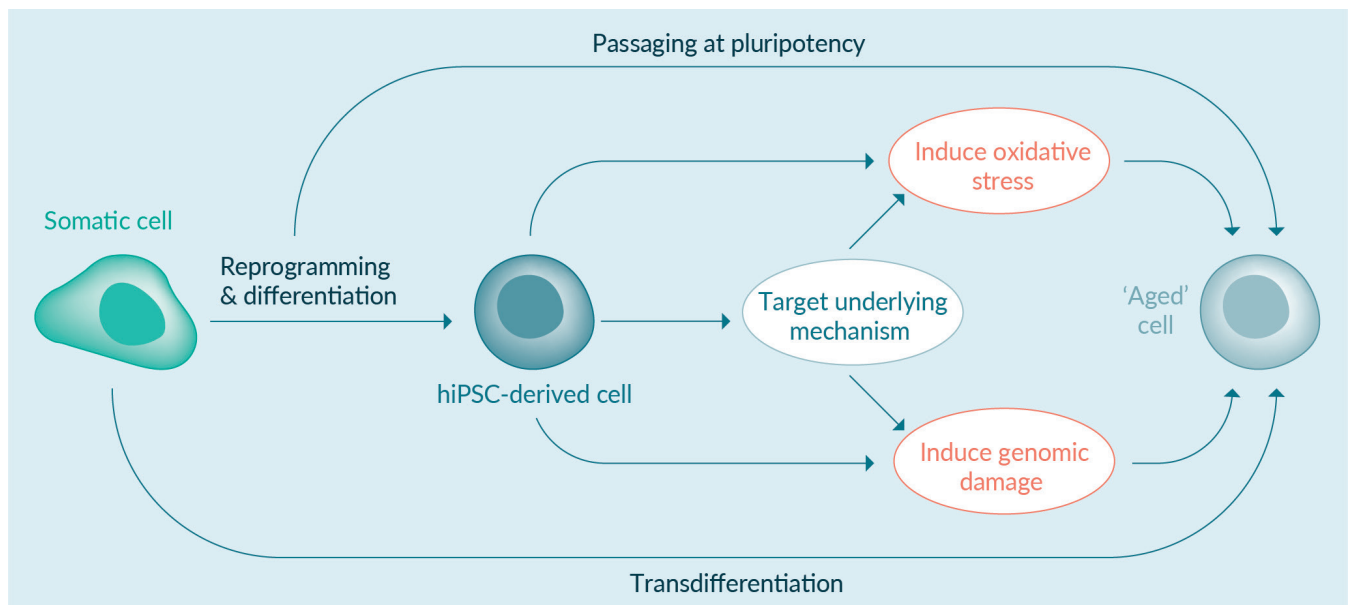 Passaging at pluripotency
Induce oxidative
stress
Somatic cell
Reprogramming
& differentiation
Target underlying
mechanism
‘Aged’
cell
hiPSC-derived cell
Induce genomic
damage
Transdifferentiation